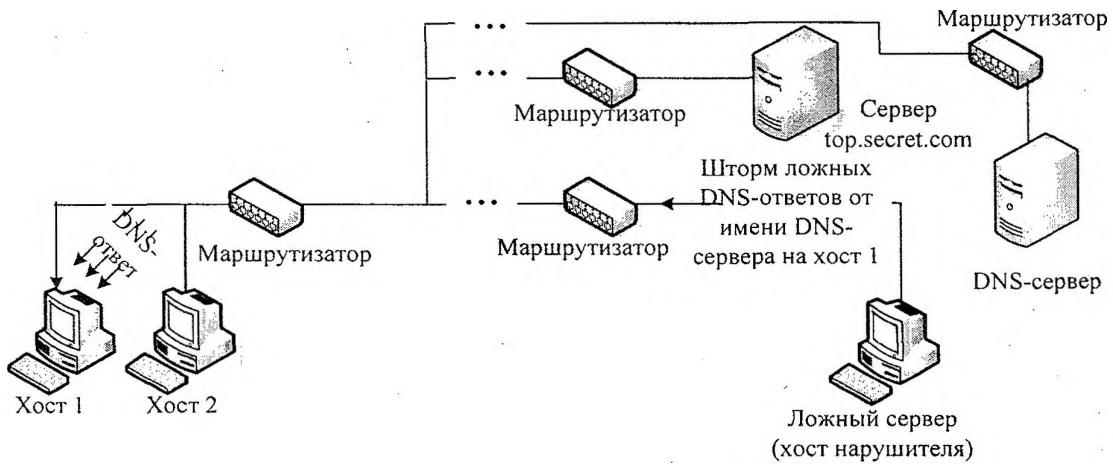 Маршрутизатор
Маршрутизатор
Сервер
top.secret.com
Шторм ложных
DNS-ответов от
имени DNS-
сервера на хост 1
DNS-
ответ
Маршрутизатор
Маршрутизатор
DNS-сервер
Хост 1
Хост 2
Ложный сервер
(хост нарушителя)